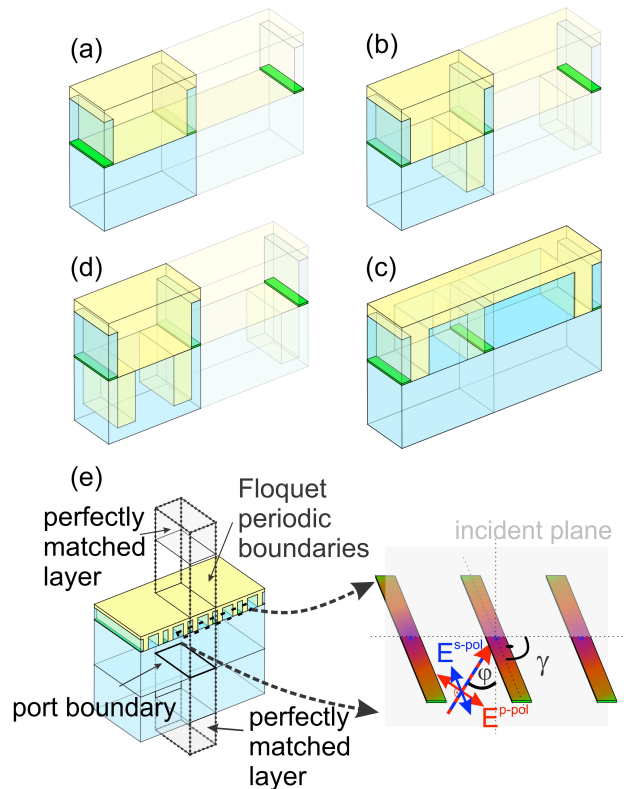 (a)
(b)
(d)
(c)
(e)
Floquet
periodic
boundaries
perfectly
matched
layer
incident plane
port boundary
perfectly
matched
layer
E^s-pol
φ
γ
E^p-pol